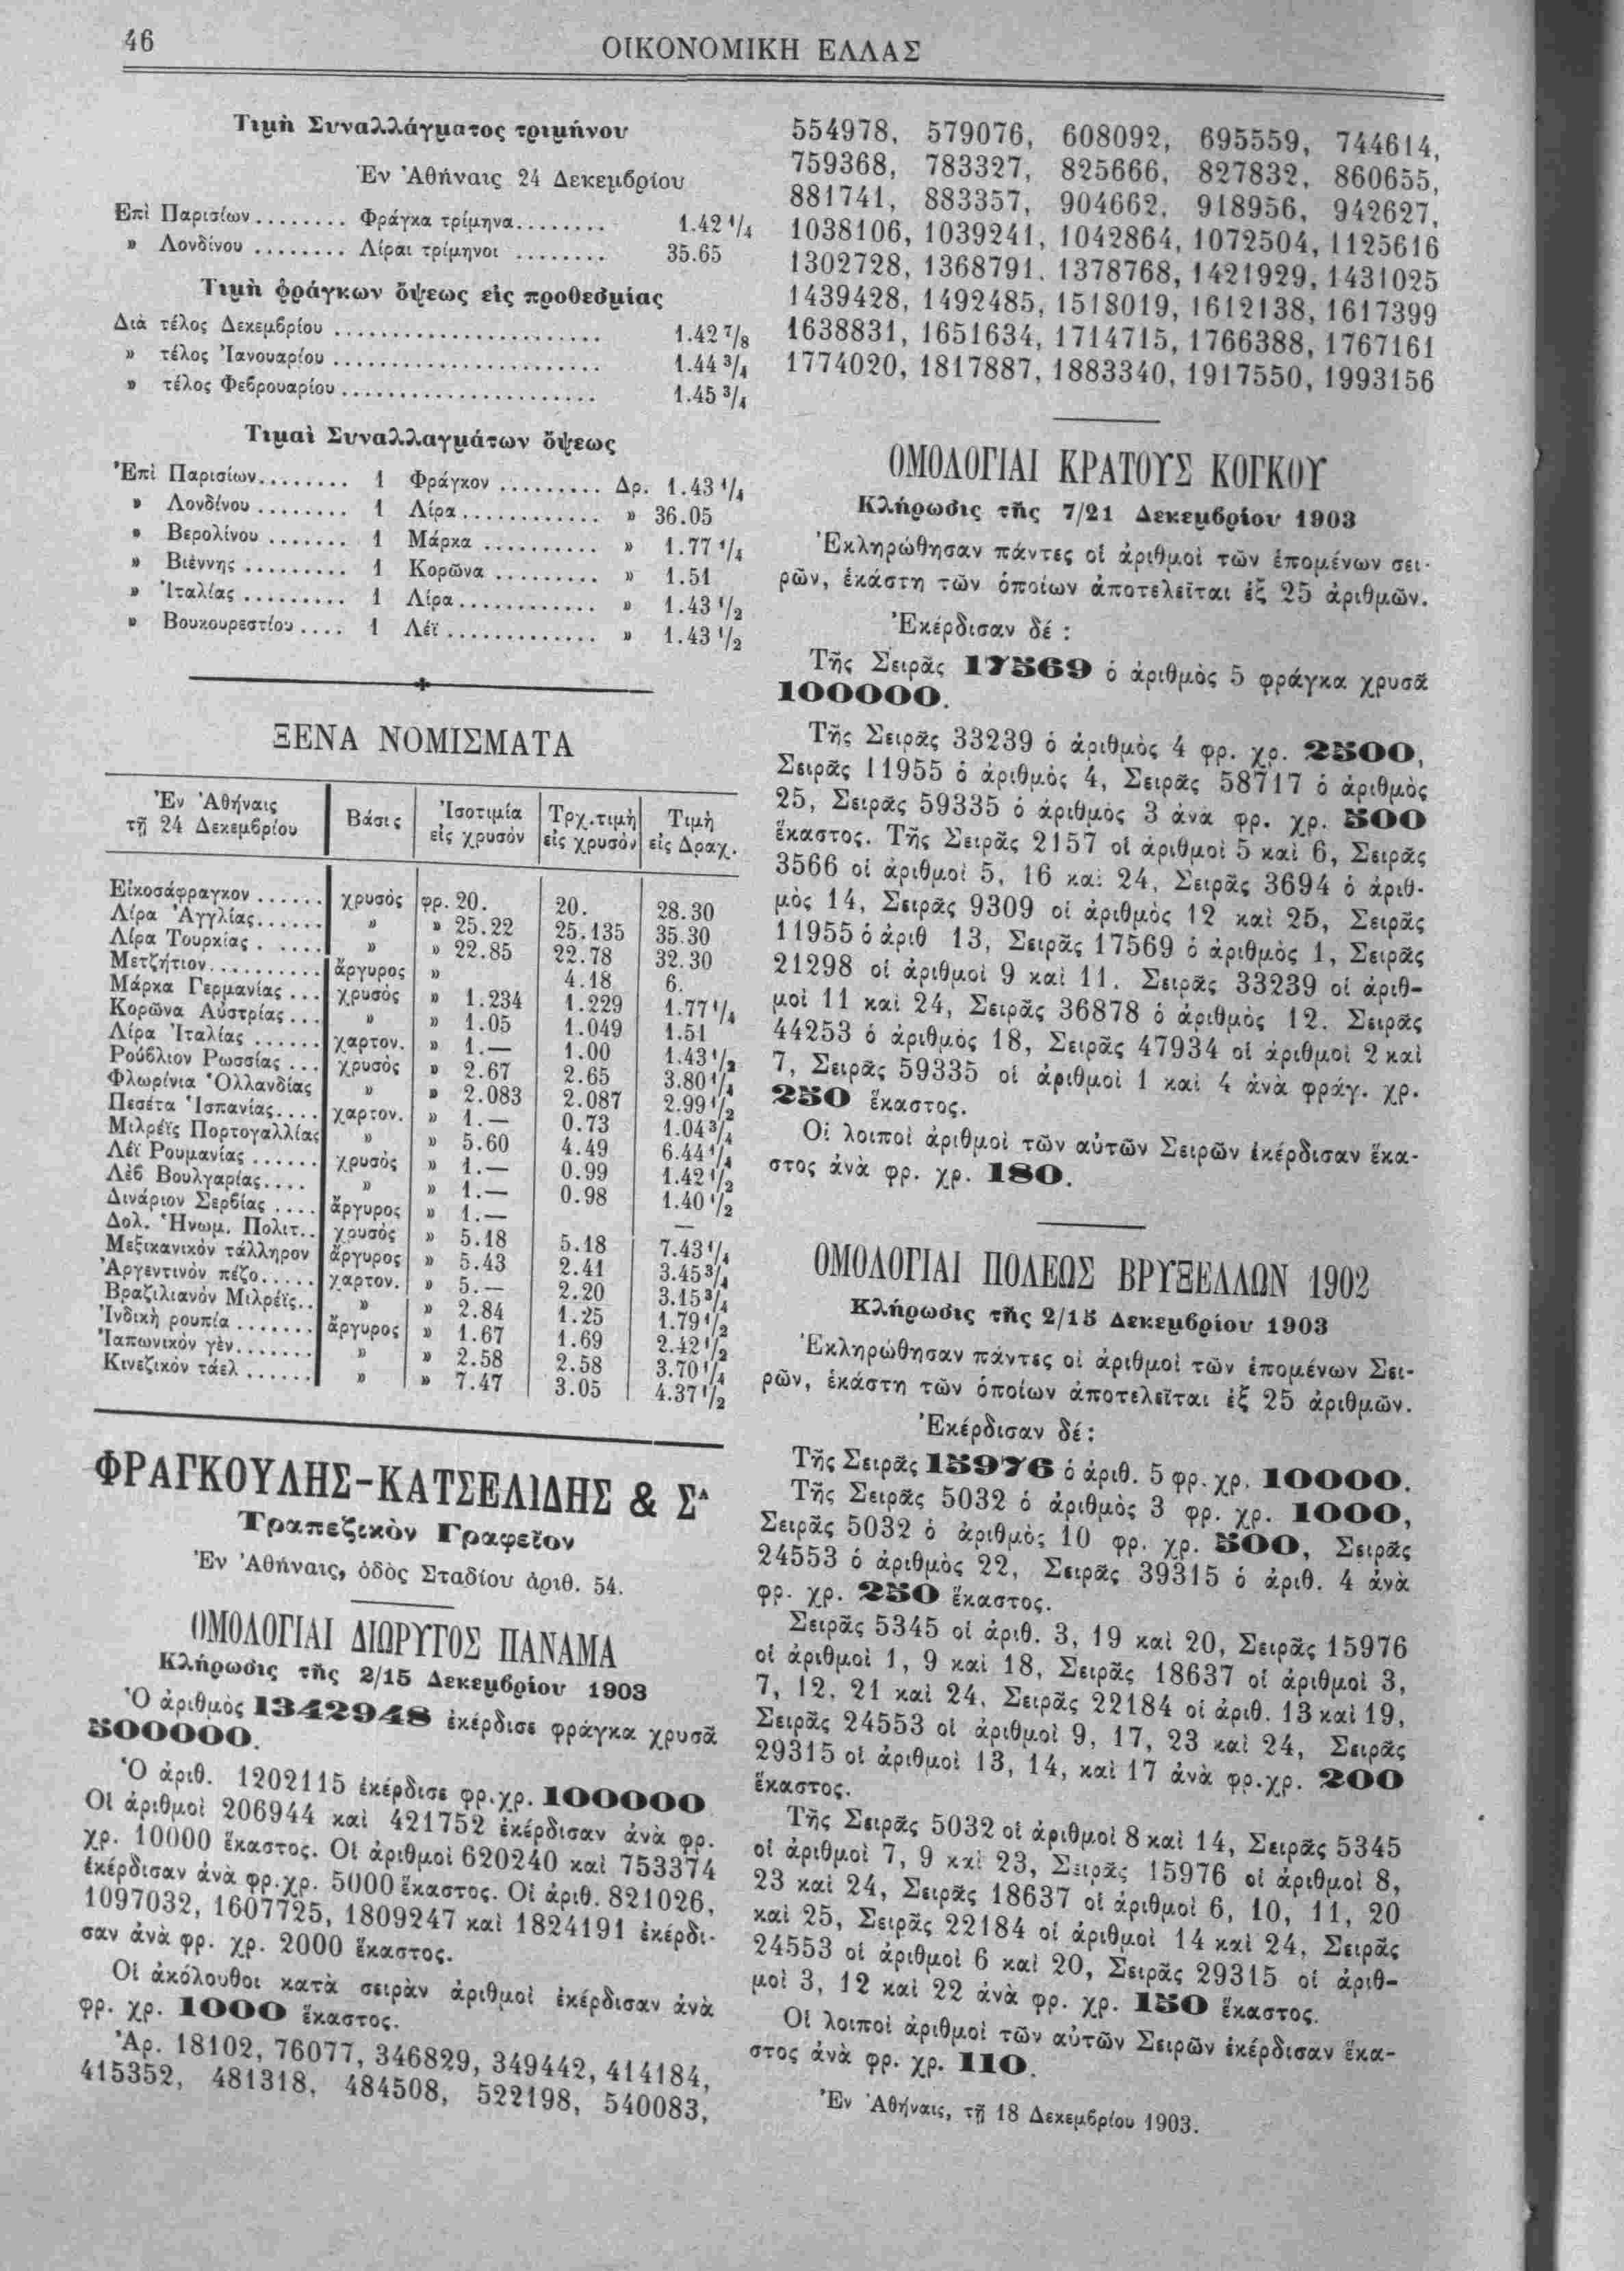 46
ΟΙΚΟΝΟΜΙΚΗ ΕΛΛΑΣ
Τιμὴ Συναλλάγματος τριμήνου
Ἐν Ἀθήναις 24 Δεκεμβρίου
Επὶ Παρισίων........ Φράγκα τρίμηνα........ 1.42 1/4
» Λονδίνου ........ Λίραι τρίμηνοι ........ 35.65
Τιμὴ φράγκων ὄψεως εἰς προθεσμίας
Διὰ τέλος Δεκεμβρίου ........................ 1.42 7/8
» τέλος Ἰανουαρίου ........................ 1.44 3/4
» τέλος Φεβρουαρίου ........................ 1.45 3/4
Τιμαὶ Συναλλαγμάτων ὄψεως
Ἐπὶ Παρισίων........ 1 Φράγκον ......... Δρ. 1.43 1/4
» Λονδίνου ........ 1 Λίρα............ » 36.05
» Βερολίνου ....... 1 Μάρκα .......... » 1.77 1/4
» Βιέννης ......... 1 Κορῶνα ......... » 1.51
» Ἰταλίας ......... 1 Λίρα............ » 1.43 1/2
» Βουκουρεστίου .... 1 Λέϊ ............. » 1.43 1/2
ΞΕΝΑ ΝΟΜΙΣΜΑΤΑ
Ἐν Ἀθήναις τῇ 24 Δεκεμβρίου | Βάσις | Ἰσοτιμία εἰς χρυσόν | Τρχ. τιμὴ εἰς χρυσόν | Τιμὴ εἰς Δραχ.
Εἰκοσάφραγκον ...... χρυσὸς φρ. 20. 20. 28.30
Λίρα Ἀγγλίας...... » » 25.22 25.135 35.30
Λίρα Τουρκίας ..... » » 22.85 22.78 32.30
Μετζήτιον.......... ἄργυρος » 4.18 6.
Μάρκα Γερμανίας ... χρυσὸς » 1.234 1.229 1.77 1/4
Κορῶνα Αὐστρίας ... » » 1.05 1.049 1.51
Λίρα Ἰταλίας ...... χαρτον. » 1.— 1.00 1.43 1/2
Ρούβλιον Ρωσσίας ... χρυσὸς » 2.67 2.65 3.80 1/4
Φλωρίνια Ὁλλανδίας » » 2.083 2.087 2.99 1/2
Πεσέτα Ἱσπανίας.... χαρτον. » 1.— 0.73 1.04 3/4
Μιλρέϊς Πορτογαλλίας » » 5.60 4.49 6.44 1/4
Λέϊ Ρουμανίας ...... χρυσὸς » 1.— 0.99 1.42 1/2
Λὲβ Βουλγαρίας.... » » 1.— 0.98 1.40 1/2
Δινάριον Σερβίας .... ἄργυρος » 1.— —
Δολ. Ἡνωμ. Πολιτ.. χρυσὸς » 5.18 5.18 7.43 1/4
Μεξικανικὸν τάλληρον ἄργυρος » 5.43 2.41 3.45 3/4
Ἀργεντινὸν πέζο..... χαρτον. » 5.— 2.20 3.15 3/4
Βραζιλιανὸν Μιλρέϊς.. » » 2.84 1.25 1.79 1/2
Ἰνδικὴ ρουπία ....... ἄργυρος » 1.67 1.69 2.42 1/2
Ἰαπωνικὸν γὲν....... » » 2.58 2.58 3.70 1/4
Κινεζικὸν τάελ ...... » » 7.47 3.05 4.37 1/2
ΦΡΑΓΚΟΥΛΗΣ-ΚΑΤΣΕΛΙΔΗΣ & Σᴬ
Τραπεζικὸν Γραφεῖον
Ἐν Ἀθήναις, ὁδὸς Σταδίου ἀριθ. 54.
ΟΜΟΛΟΓΙΑΙ ΔΙΩΡΥΓΟΣ ΠΑΝΑΜΑ
Κλήρωσις τῆς 2/15 Δεκεμβρίου 1903
Ὁ ἀριθμὸς 1342948 ἐκέρδισε φράγκα χρυσᾶ
500000.
Ὁ ἀριθ. 1202115 ἐκέρδισε φρ.χρ. 100000
Οἱ ἀριθμοὶ 206944 καὶ 421752 ἐκέρδισαν ἀνὰ φρ.
χρ. 10000 ἕκαστος. Οἱ ἀριθμοὶ 620240 καὶ 753374
ἐκέρδισαν ἀνὰ φρ.χρ. 5000 ἕκαστος. Οἱ ἀριθ. 821026,
1097032, 1607725, 1809247 καὶ 1824191 ἐκέρδι-
σαν ἀνὰ φρ. χρ. 2000 ἕκαστος.
Οἱ ἀκόλουθοι κατὰ σειρὰν ἀριθμοὶ ἐκέρδισαν ἀνὰ
φρ. χρ. 1000 ἕκαστος.
Ἀρ. 18102, 76077, 346829, 349442, 414184,
415352, 481318, 484508, 522198, 540083,
554978, 579076, 608092, 695559, 744614,
759368, 783327, 825666, 827832, 860655,
881741, 883357, 904662, 918956, 942627,
1038106, 1039241, 1042864, 1072504, 1125616
1302728, 1368791. 1378768, 1421929, 1431025
1439428, 1492485, 1518019, 1612138, 1617399
1638831, 1651634, 1714715, 1766388, 1767161
1774020, 1817887, 1883340, 1917550, 1993156
ΟΜΟΛΟΓΙΑΙ ΚΡΑΤΟΥΣ ΚΟΓΚΟΥ
Κλήρωσις τῆς 7/21 Δεκεμβρίου 1903
Ἐκληρώθησαν πάντες οἱ ἀριθμοὶ τῶν ἑπομένων σει-
ρῶν, ἑκάστη τῶν ὁποίων ἀποτελεῖται ἐξ 25 ἀριθμῶν.
Ἐκέρδισαν δέ :
Τῆς Σειρᾶς 17569 ὁ ἀριθμὸς 5 φράγκα χρυσᾶ
100000.
Τῆς Σειρᾶς 33239 ὁ ἀριθμὸς 4 φρ. χρ. 2500,
Σειρᾶς 11955 ὁ ἀριθμὸς 4, Σειρᾶς 58717 ὁ ἀριθμὸς
25, Σειρᾶς 59335 ὁ ἀριθμὸς 3 ἀνὰ φρ. χρ. 500
ἕκαστος. Τῆς Σειρᾶς 2157 οἱ ἀριθμοὶ 5 καὶ 6, Σειρᾶς
3566 οἱ ἀριθμοὶ 5, 16 καὶ 24, Σειρᾶς 3694 ὁ ἀριθ-
μὸς 14, Σειρᾶς 9309 οἱ ἀριθμὸς 12 καὶ 25, Σειρᾶς
11955 ὁ ἀριθ 13, Σειρᾶς 17569 ὁ ἀριθμὸς 1, Σειρᾶς
21298 οἱ ἀριθμοὶ 9 καὶ 11. Σειρᾶς 33239 οἱ ἀριθ-
μοὶ 11 καὶ 24, Σειρᾶς 36878 ὁ ἀριθμὸς 12. Σειρᾶς
44253 ὁ ἀριθμὸς 18, Σειρᾶς 47934 οἱ ἀριθμοὶ 2 καὶ
7, Σειρᾶς 59335 οἱ ἀριθμοὶ 1 καὶ 4 ἀνὰ φράγ. χρ.
250 ἕκαστος.
Οἱ λοιποὶ ἀριθμοὶ τῶν αὐτῶν Σειρῶν ἐκέρδισαν ἕκα-
στος ἀνὰ φρ. χρ. 180.
ΟΜΟΛΟΓΙΑΙ ΠΟΛΕΩΣ ΒΡΥΞΕΛΛΩΝ 1902
Κλήρωσις τῆς 2/15 Δεκεμβρίου 1903
Ἐκληρώθησαν πάντες οἱ ἀριθμοὶ τῶν ἑπομένων Σει-
ρῶν, ἑκάστη τῶν ὁποίων ἀποτελεῖται ἐξ 25 ἀριθμῶν.
Ἐκέρδισαν δέ :
Τῆς Σειρᾶς 15976 ὁ ἀριθ. 5 φρ. χρ. 10000.
Τῆς Σειρᾶς 5032 ὁ ἀριθμὸς 3 φρ. χρ. 1000,
Σειρᾶς 5032 ὁ ἀριθμὸς 10 φρ. χρ. 500, Σειρᾶς
24553 ὁ ἀριθμὸς 22, Σειρᾶς 39315 ὁ ἀριθ. 4 ἀνὰ
φρ. χρ. 250 ἕκαστος.
Σειρᾶς 5345 οἱ ἀριθ. 3, 19 καὶ 20, Σειρᾶς 15976
οἱ ἀριθμοὶ 1, 9 καὶ 18, Σειρᾶς 18637 οἱ ἀριθμοὶ 3,
7, 12, 21 καὶ 24, Σειρᾶς 22184 οἱ ἀριθ. 13 καὶ 19,
Σειρᾶς 24553 οἱ ἀριθμοὶ 9, 17, 23 καὶ 24, Σειρᾶς
29315 οἱ ἀριθμοὶ 13, 14, καὶ 17 ἀνὰ φρ.χρ. 200
ἕκαστος.
Τῆς Σειρᾶς 5032 οἱ ἀριθμοὶ 8 καὶ 14, Σειρᾶς 5345
οἱ ἀριθμοὶ 7, 9 καὶ 23, Σειρᾶς 15976 οἱ ἀριθμοὶ 8,
23 καὶ 24, Σειρᾶς 18637 οἱ ἀριθμοὶ 6, 10, 11, 20
καὶ 25, Σειρᾶς 22184 οἱ ἀριθμοὶ 14 καὶ 24, Σειρᾶς
24553 οἱ ἀριθμοὶ 6 καὶ 20, Σειρᾶς 29315 οἱ ἀριθ-
μοὶ 3, 12 καὶ 22 ἀνὰ φρ. χρ. 150 ἕκαστος.
Οἱ λοιποὶ ἀριθμοὶ τῶν αὐτῶν Σειρῶν ἐκέρδισαν ἕκα-
στος ἀνὰ φρ. χρ. 110.
Ἐν Ἀθήναις, τῇ 18 Δεκεμβρίου 1903.